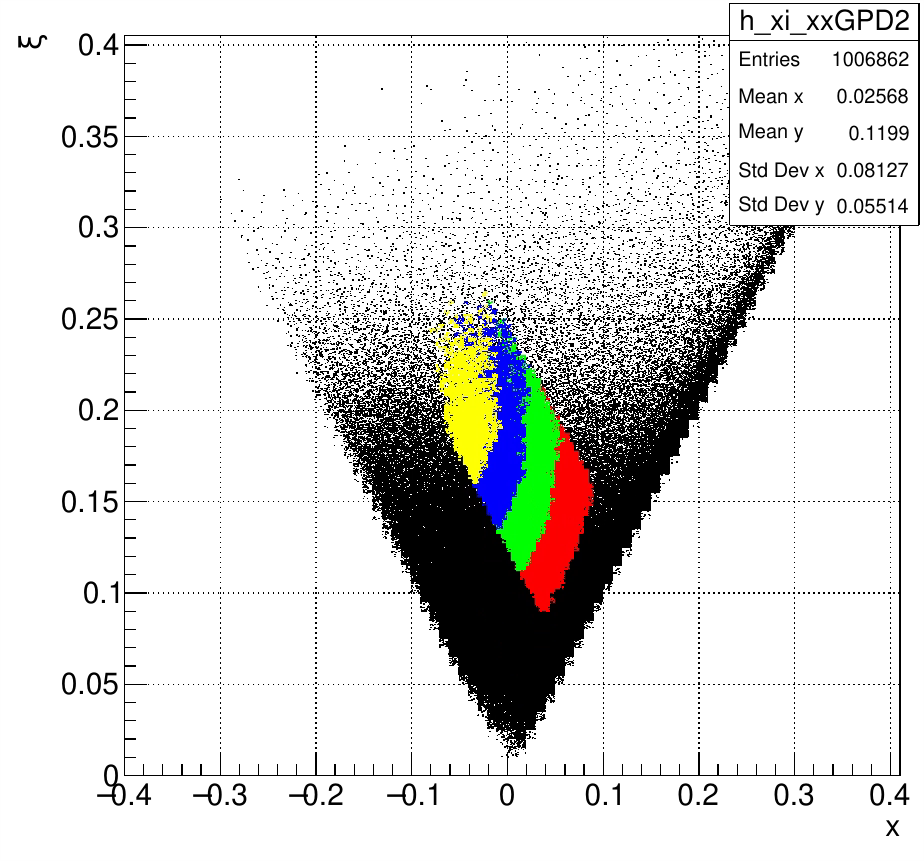 h_xi_xxGPD2
Entries 1006862
Mean x 0.02568
Mean y 0.1199
Std Dev x 0.08127
Std Dev y 0.05514
ξ
0.4
0.35
0.3
0.25
0.2
0.15
0.1
0.05
0
−0.4 −0.3 −0.2 −0.1 0 0.1 0.2 0.3 0.4
x